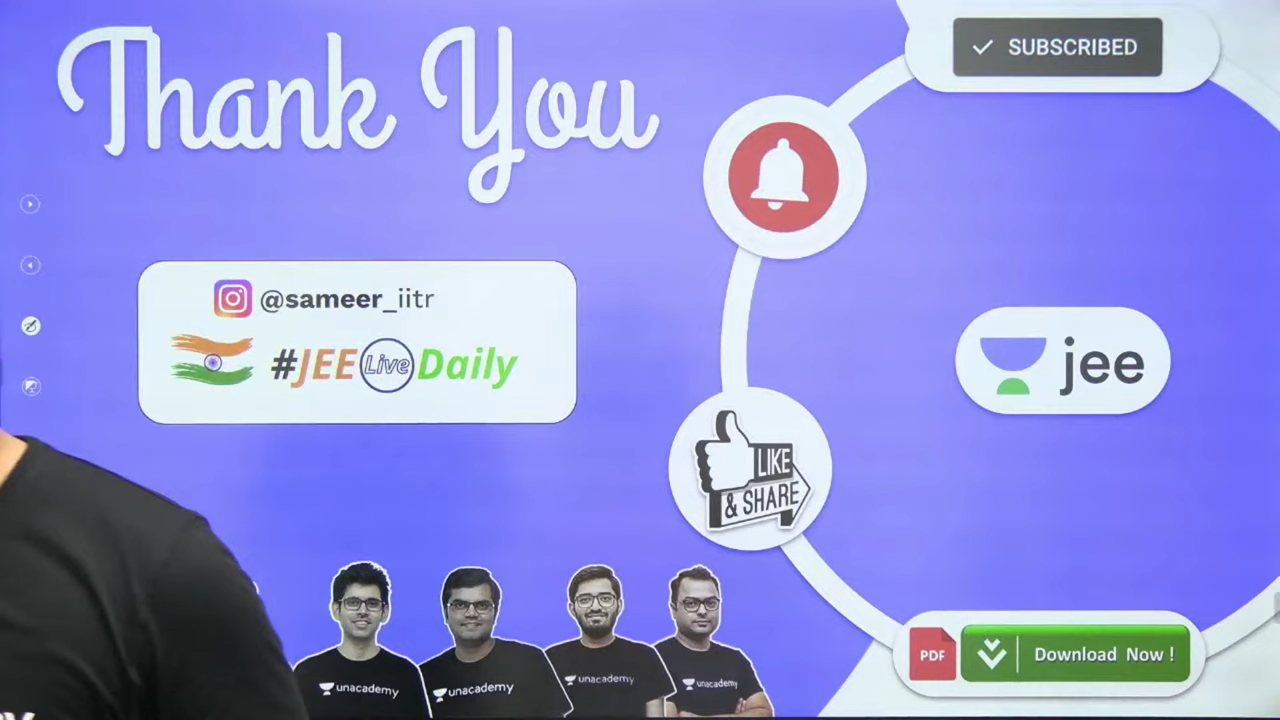 Thank You
SUBSCRIBED
@sameer_iitr
#JEE Live Daily
jee
LIKE
& SHARE
PDF
Download Now !
unacademy
unacademy
unacademy
unacademy